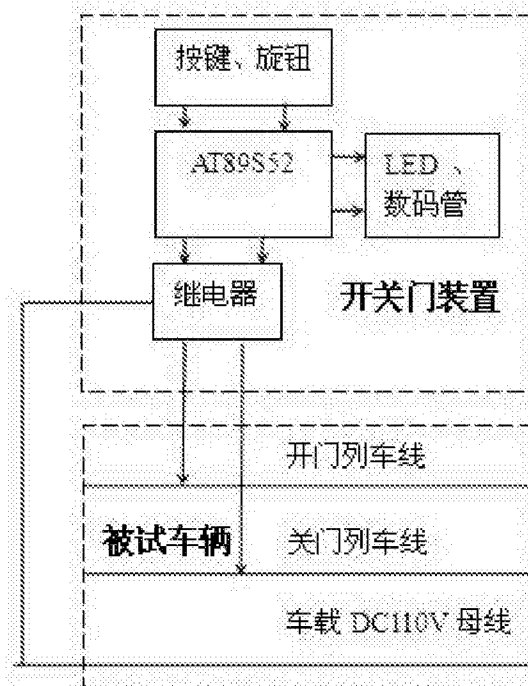 按键、旋钮
AT89S52
LED、
数码管
继电器
开关门装置
开门列车线
被试车辆
关门列车线
车载 DC110V 母线